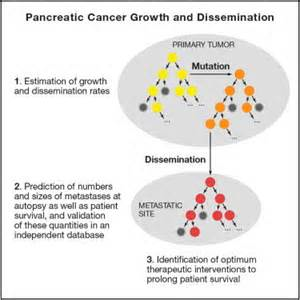 Pancreatic Cancer Growth and Dissemination
PRIMARY TUMOR
Mutation
1. Estimation of growth
and dissemination rates
...
...
...
...
Dissemination
2. Prediction of numbers
and sizes of metastases at
autopsy as well as patient
survival, and validation
of these quantities in an
independent database
METASTATIC
SITE
...
...
3. Identification of optimum
therapeutic interventions to
prolong patient survival